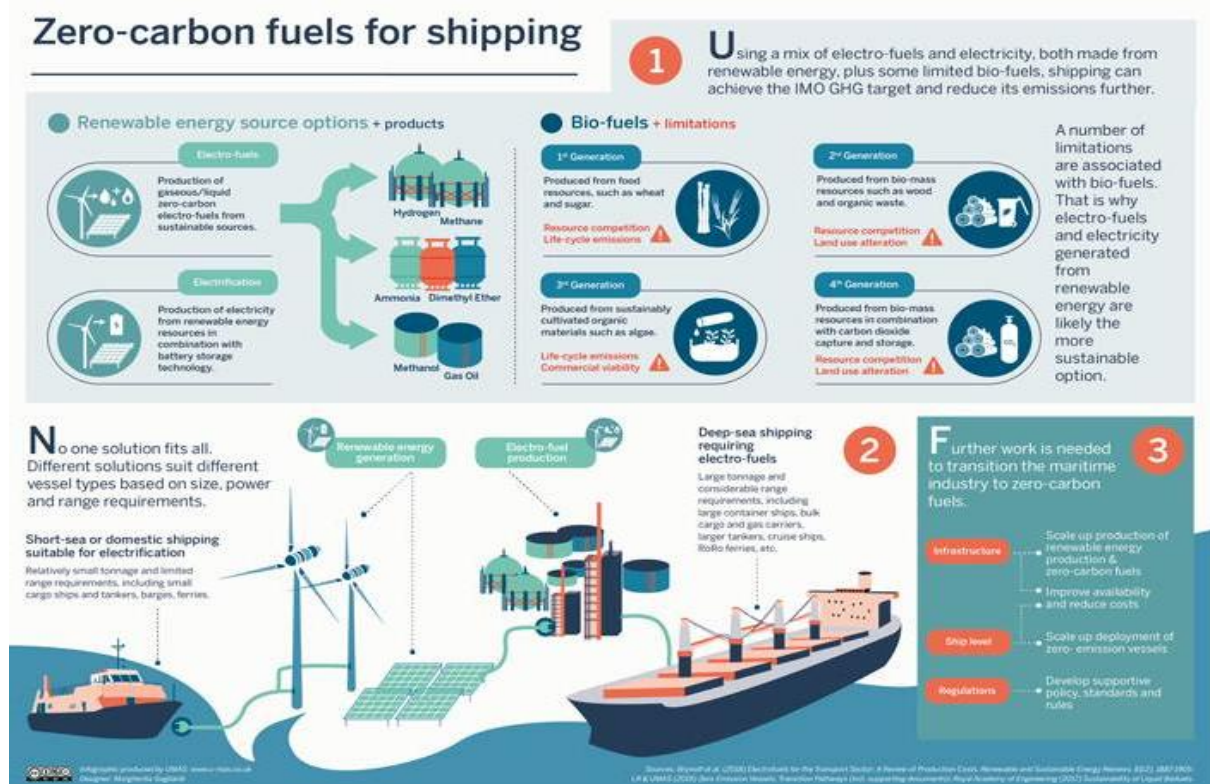 Zero-carbon fuels for shipping
1
Using a mix of electro-fuels and electricity, both made from
renewable energy, plus some limited bio-fuels, shipping can
achieve the IMO GHG target and reduce its emissions further.
Renewable energy source options + products
Electro-fuels
Production of
gaseous/liquid
zero-carbon
electro-fuels from
sustainable sources.
Electrification
Production of electricity
from renewable energy
resources in
combination with
battery storage
technology.
Hydrogen
Methane
Ammonia Dimethyl Ether
Methanol
Gas Oil
Bio-fuels + limitations
1st Generation
Produced from food
resources, such as wheat
and sugar.
Resource competition
Life-cycle emissions
2nd Generation
Produced from bio-mass
resources such as wood
and organic waste.
Resource competition
Land use alteration
3rd Generation
Produced from sustainably
cultivated organic
materials such as algae.
Life-cycle emissions
Commercial viability
4th Generation
Produced from bio-mass
resources in combination
with carbon dioxide
capture and storage.
Resource competition
Land use alteration
CO₂
A number of
limitations
are associated
with bio-fuels.
That is why
electro-fuels
and electricity
generated
from
renewable
energy are
likely the
more
sustainable
option.
No one solution fits all.
Different solutions suit different
vessel types based on size, power
and range requirements.
Short-sea or domestic shipping
suitable for electrification
Relatively small tonnage and limited
range requirements, including small
cargo ships and tankers, barges, ferries.
Renewable energy
generation
Electro-fuel
production
Deep-sea shipping
requiring
electro-fuels
Large tonnage and
considerable range
requirements, including
large container ships, bulk
cargo and gas carriers,
larger tankers, cruise ships,
RoRo ferries, etc.
2
Further work is needed
to transition the maritime
industry to zero-carbon
fuels.
3
Infrastructure
Scale up production of
renewable energy
production &
zero-carbon fuels
Improve availability
and reduce costs
Ship level
Scale up deployment of
zero- emission vessels
Regulations
Develop supportive
policy, standards and
rules
Infographic produced by UMAS:
Designer: Margherita Gagliardi